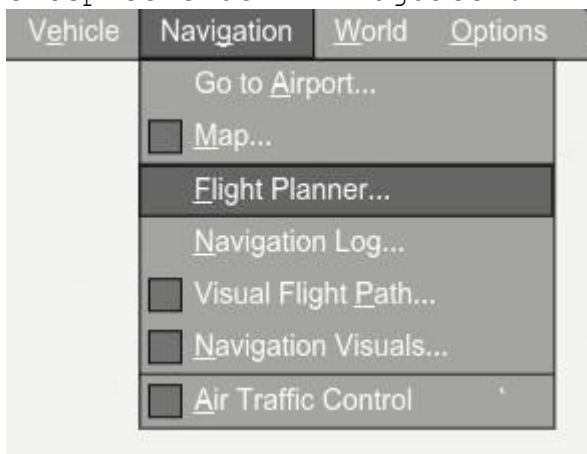 Vehicle Navigation World Options
Go to Airport...
Map...
Flight Planner...
Navigation Log...
Visual Flight Path...
Navigation Visuals...
Air Traffic Control